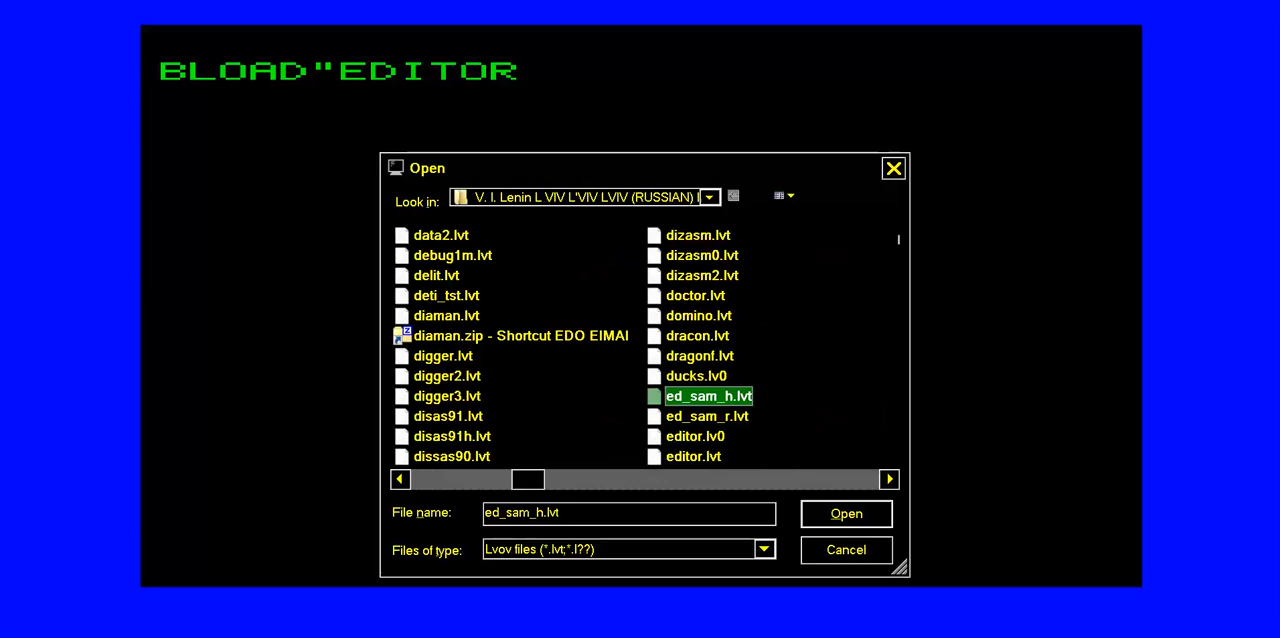 BLOAD"EDITOR
Open
Look in: V. I. Lenin L VIV L'VIV LVIV (RUSSIAN)
data2.lvt
debug1m.lvt
delit.lvt
deti_tst.lvt
diaman.lvt
diaman.zip - Shortcut EDO EIMAI
digger.lvt
digger2.lvt
digger3.lvt
disas91.lvt
disas91h.lvt
dissas90.lvt
dizasm.lvt
dizasm0.lvt
dizasm2.lvt
doctor.lvt
domino.lvt
dracon.lvt
dragonf.lvt
ducks.lv0
ed_sam_h.lvt
ed_sam_r.lvt
editor.lv0
editor.lvt
File name: ed_sam_h.lvt
Open
Files of type: Lvov files (*.lvt;*.l??)
Cancel